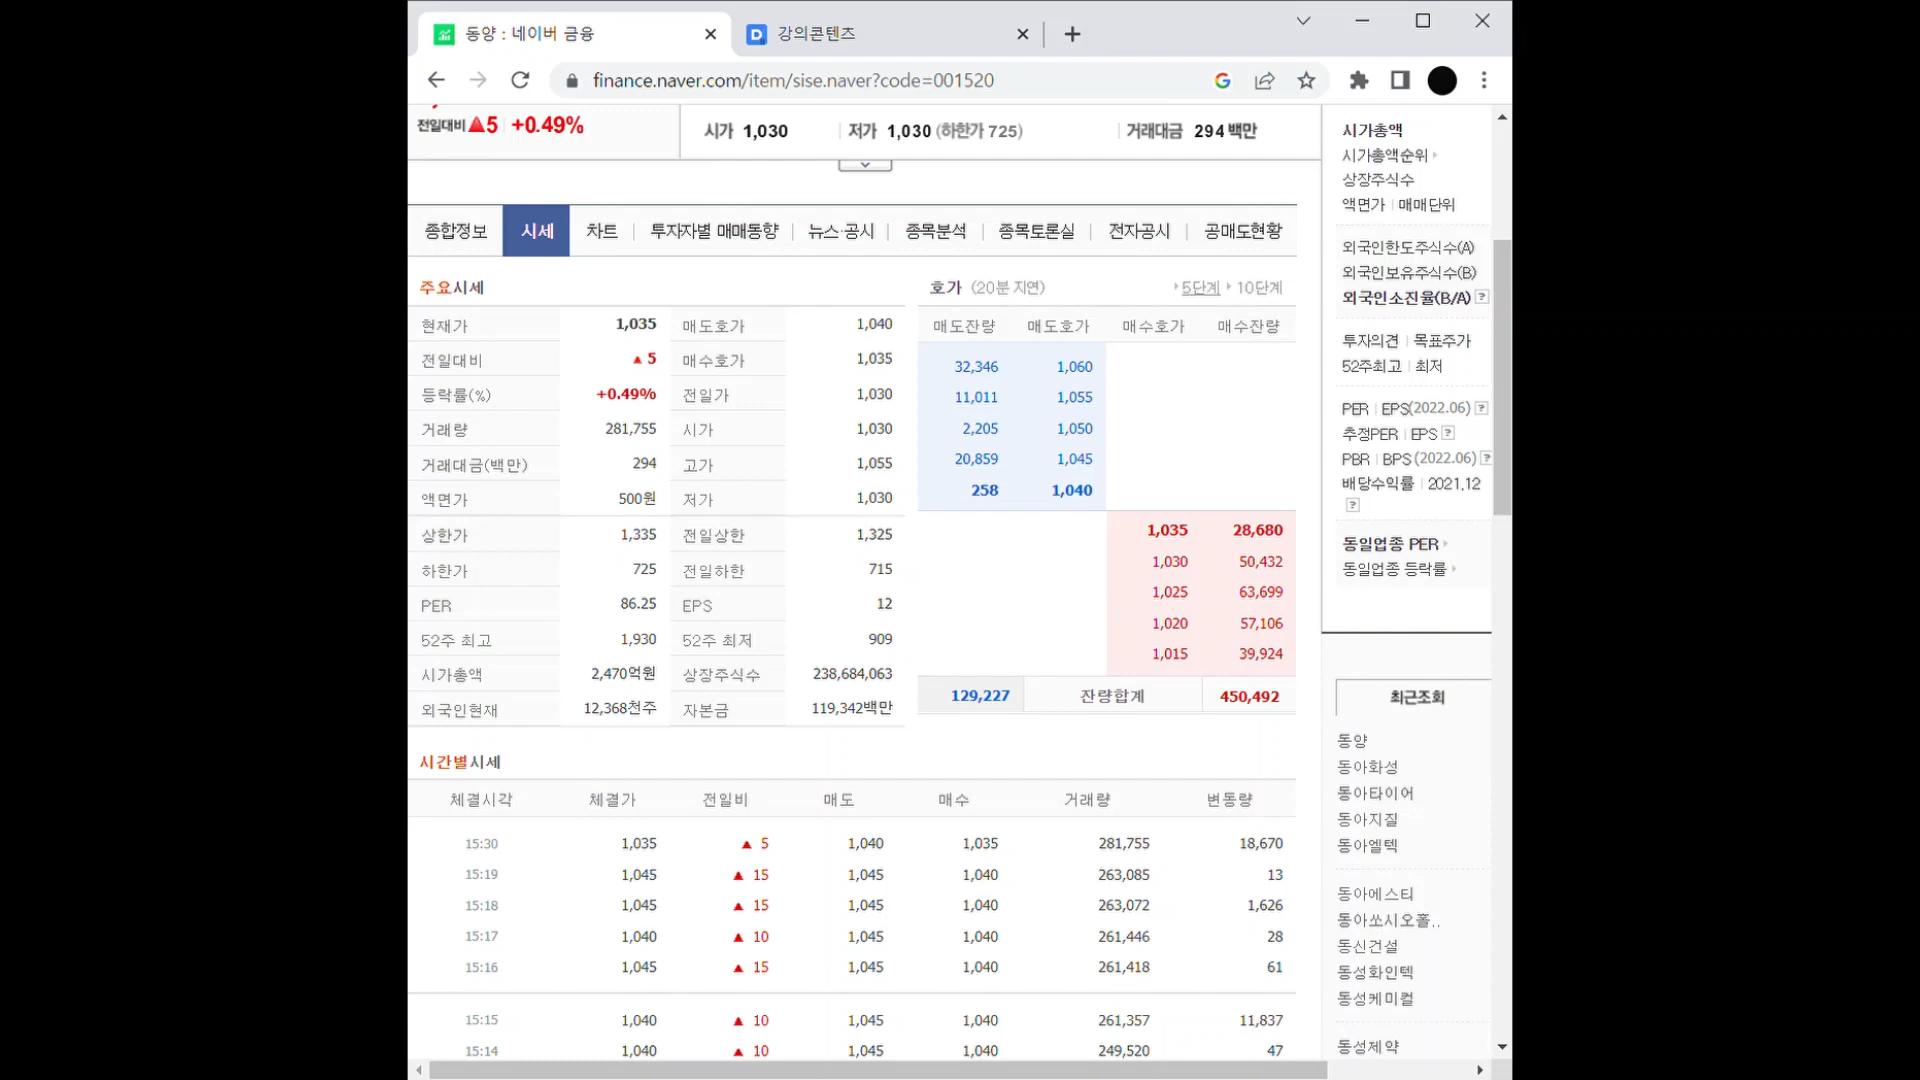 동양 : 네이버 금융
강의콘텐츠
finance.naver.com/item/sise.naver?code=001520
전일대비 ▲5 +0.49%
시가 1,030 저가 1,030 (하한가 725) 거래대금 294 백만
종합정보 시세 차트 투자자별 매매동향 뉴스·공시 종목분석 종목토론실 전자공시 공매도현황
주요시세
현재가 1,035 매도호가 1,040
전일대비 ▲ 5 매수호가 1,035
등락률(%) +0.49% 전일가 1,030
거래량 281,755 시가 1,030
거래대금(백만) 294 고가 1,055
액면가 500원 저가 1,030
상한가 1,335 전일상한 1,325
하한가 725 전일하한 715
PER 86.25 EPS 12
52주 최고 1,930 52주 최저 909
시가총액 2,470억원 상장주식수 238,684,063
외국인현재 12,368천주 자본금 119,342백만
호가 (20분 지연) 5단계 10단계
매도잔량 매도호가 매수호가 매수잔량
32,346 1,060
11,011 1,055
2,205 1,050
20,859 1,045
258 1,040
1,035 28,680
1,030 50,432
1,025 63,699
1,020 57,106
1,015 39,924
129,227 잔량합계 450,492
시간별시세
체결시각 체결가 전일비 매도 매수 거래량 변동량
15:30 1,035 ▲ 5 1,040 1,035 281,755 18,670
15:19 1,045 ▲ 15 1,045 1,040 263,085 13
15:18 1,045 ▲ 15 1,045 1,040 263,072 1,626
15:17 1,040 ▲ 10 1,045 1,040 261,446 28
15:16 1,045 ▲ 15 1,045 1,040 261,418 61
15:15 1,040 ▲ 10 1,045 1,040 261,357 11,837
15:14 1,040 ▲ 10 1,045 1,040 249,520 47
시가총액
시가총액순위
상장주식수
액면가 매매단위
외국인한도주식수(A)
외국인보유주식수(B)
외국인소진율(B/A) ?
투자의견 목표주가
52주최고 최저
PER EPS(2022.06) ?
추정PER EPS ?
PBR BPS(2022.06) ?
배당수익률 2021.12
?
동일업종 PER
동일업종 등락률
최근조회
동양
동아화성
동아타이어
동아지질
동아엘텍
동아에스티
동아쏘시오홀..
동신건설
동성화인텍
동성케미컬
동성제약